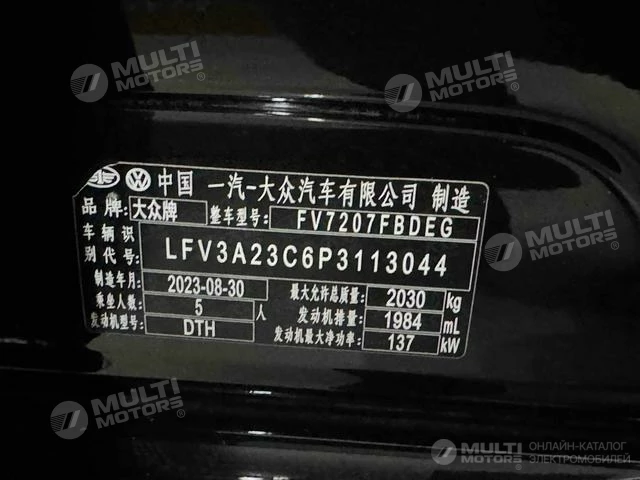 MULTI MOTORS®
MULTI MOTORS®
中国 一汽-大众汽车有限公司 制造
品牌: 大众牌 整车型号: FV7207FBDEG
车辆识别代号: LFV3A23C6P3113044
制造年月: 2023-08-30 最大允许总质量: 2030 kg
乘坐人数: 5 人 发动机排量: 1984 mL
发动机型号: DTH 发动机最大净功率: 137 kW
MULTI MOTORS®
MULTI MOTORS®
MULTI MOTORS® ОНЛАЙН-КАТАЛОГ ЭЛЕКТРОМОБИЛЕЙ